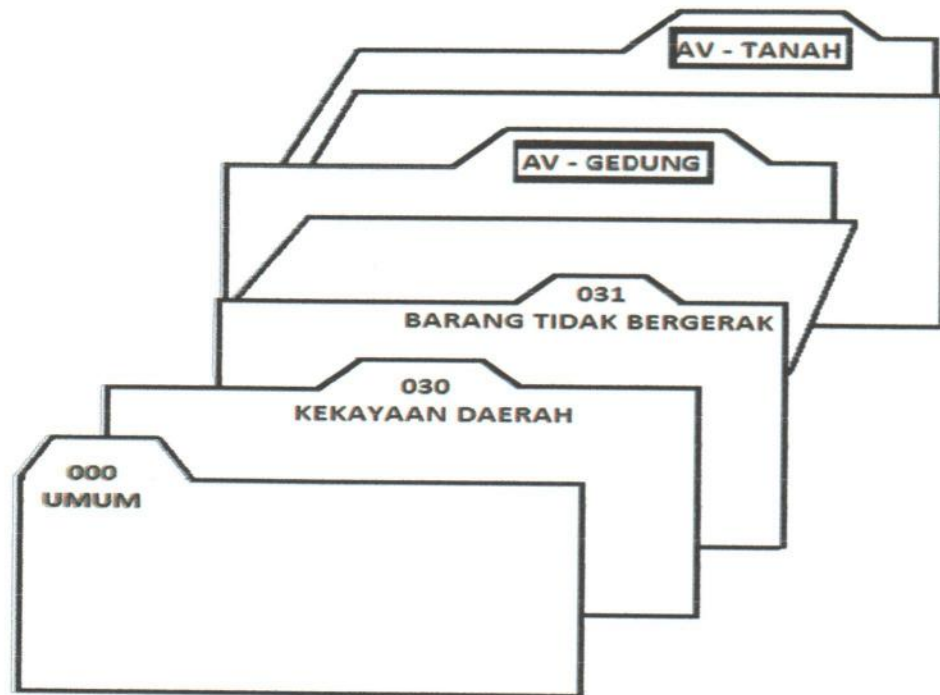 AV - TANAH
AV - GEDUNG
031
BARANG TIDAK BERGERAK
030
KEKAYAAN DAERAH
000
UMUM